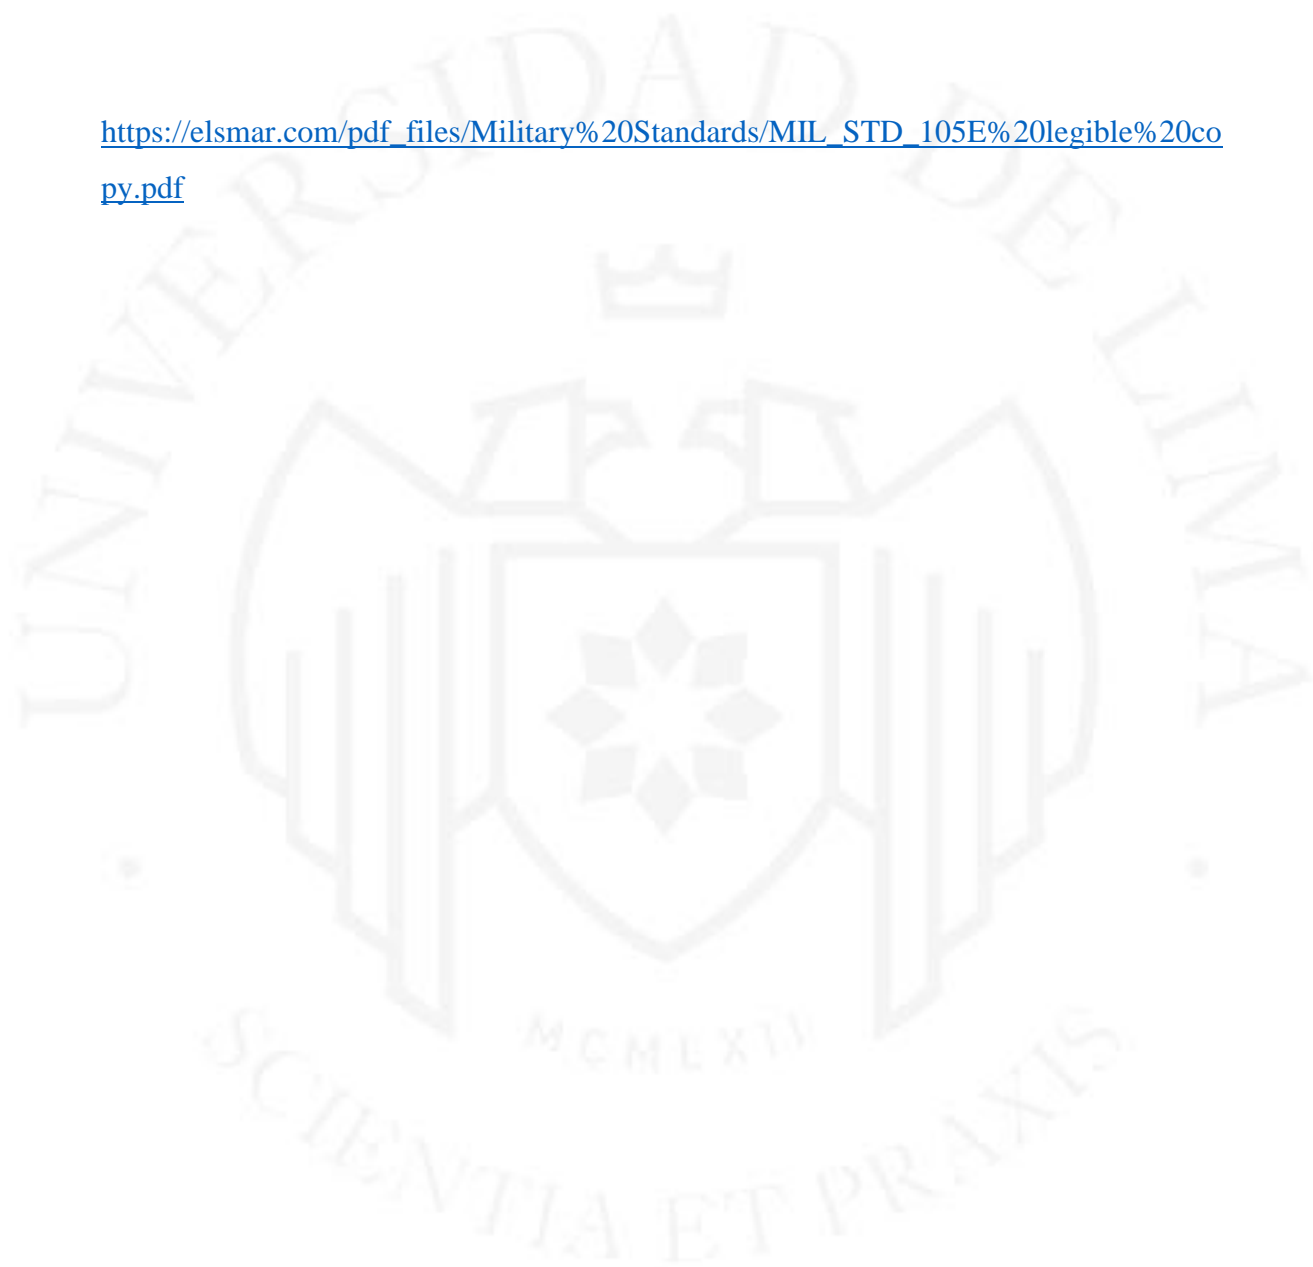 https://elsmar.com/pdf_files/Military%20Standards/MIL_STD_105E%20legible%20co
py.pdf
UNIVERSIDAD DE LIMA
MCMLXII
SCIENTIA ET PRAXIS